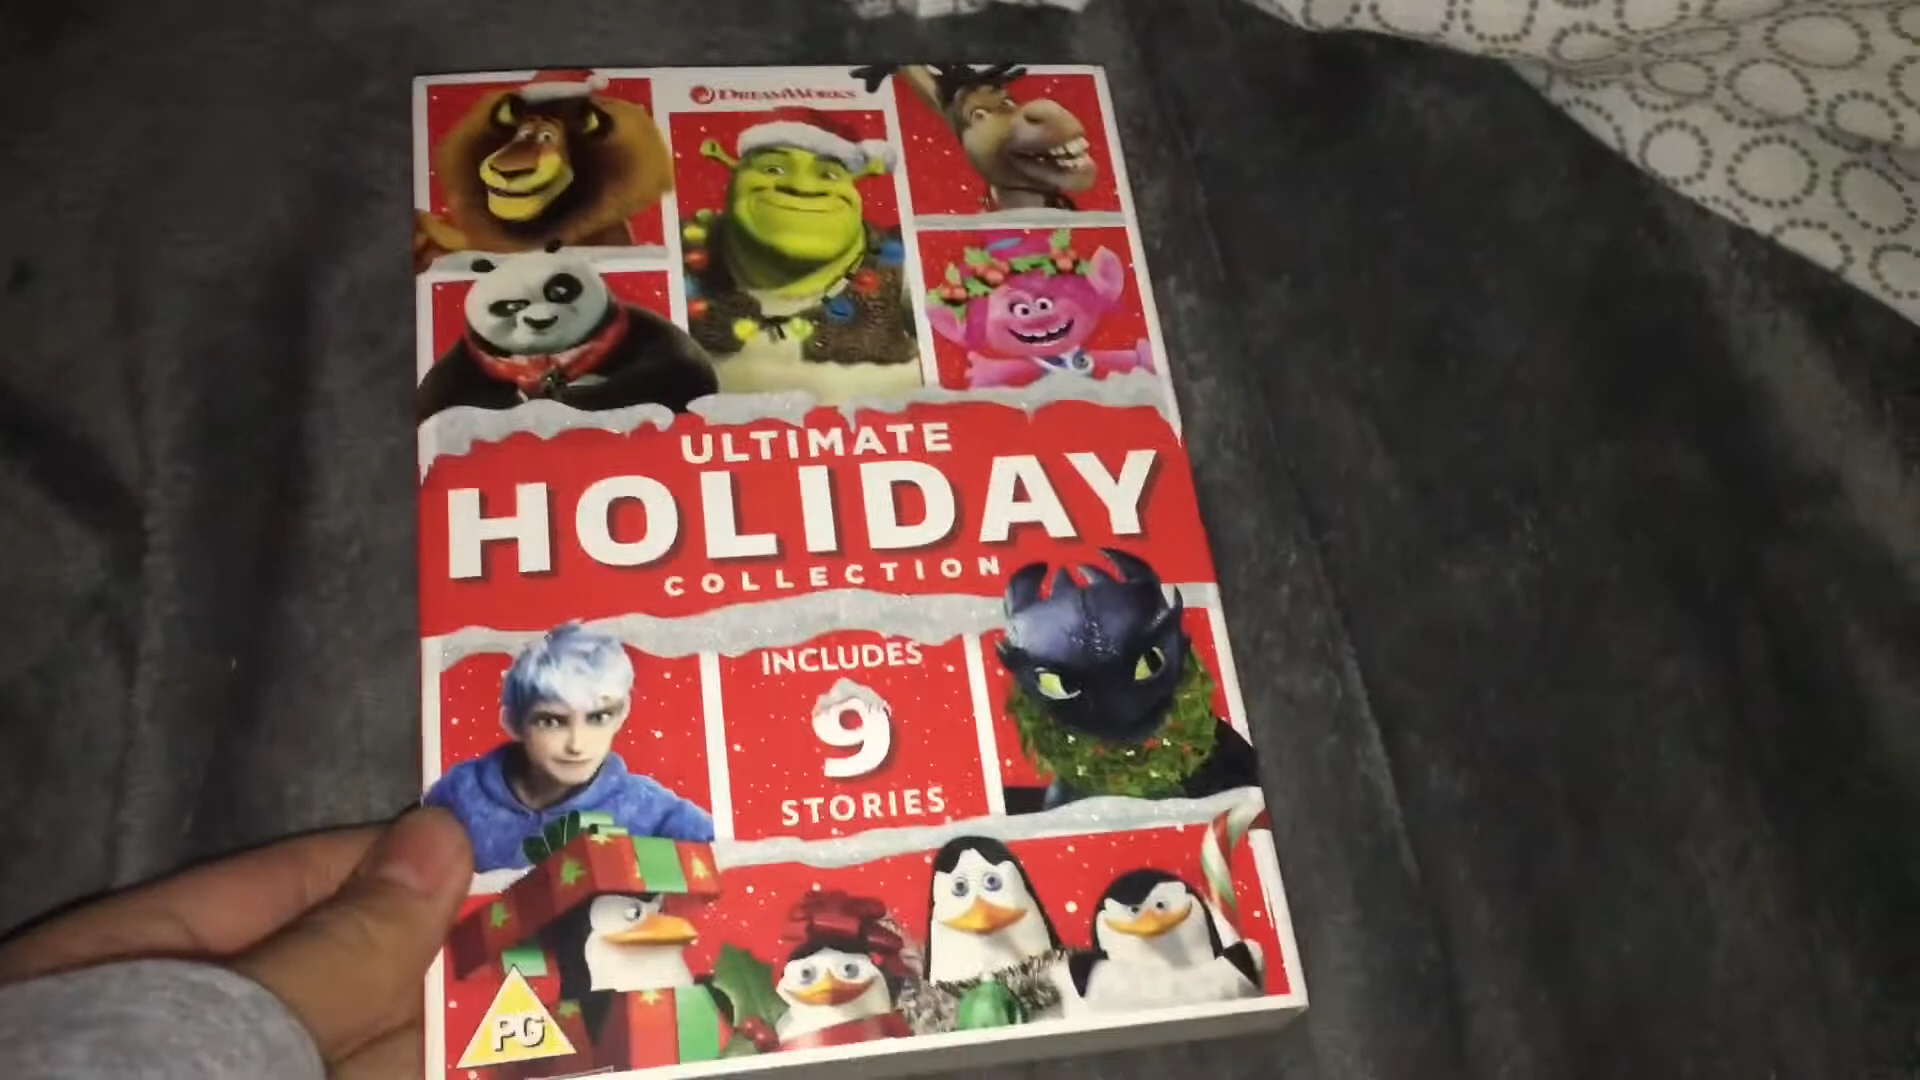 DREAMWORKS
ULTIMATE
HOLIDAY
COLLECTION
INCLUDES
9
STORIES
PG